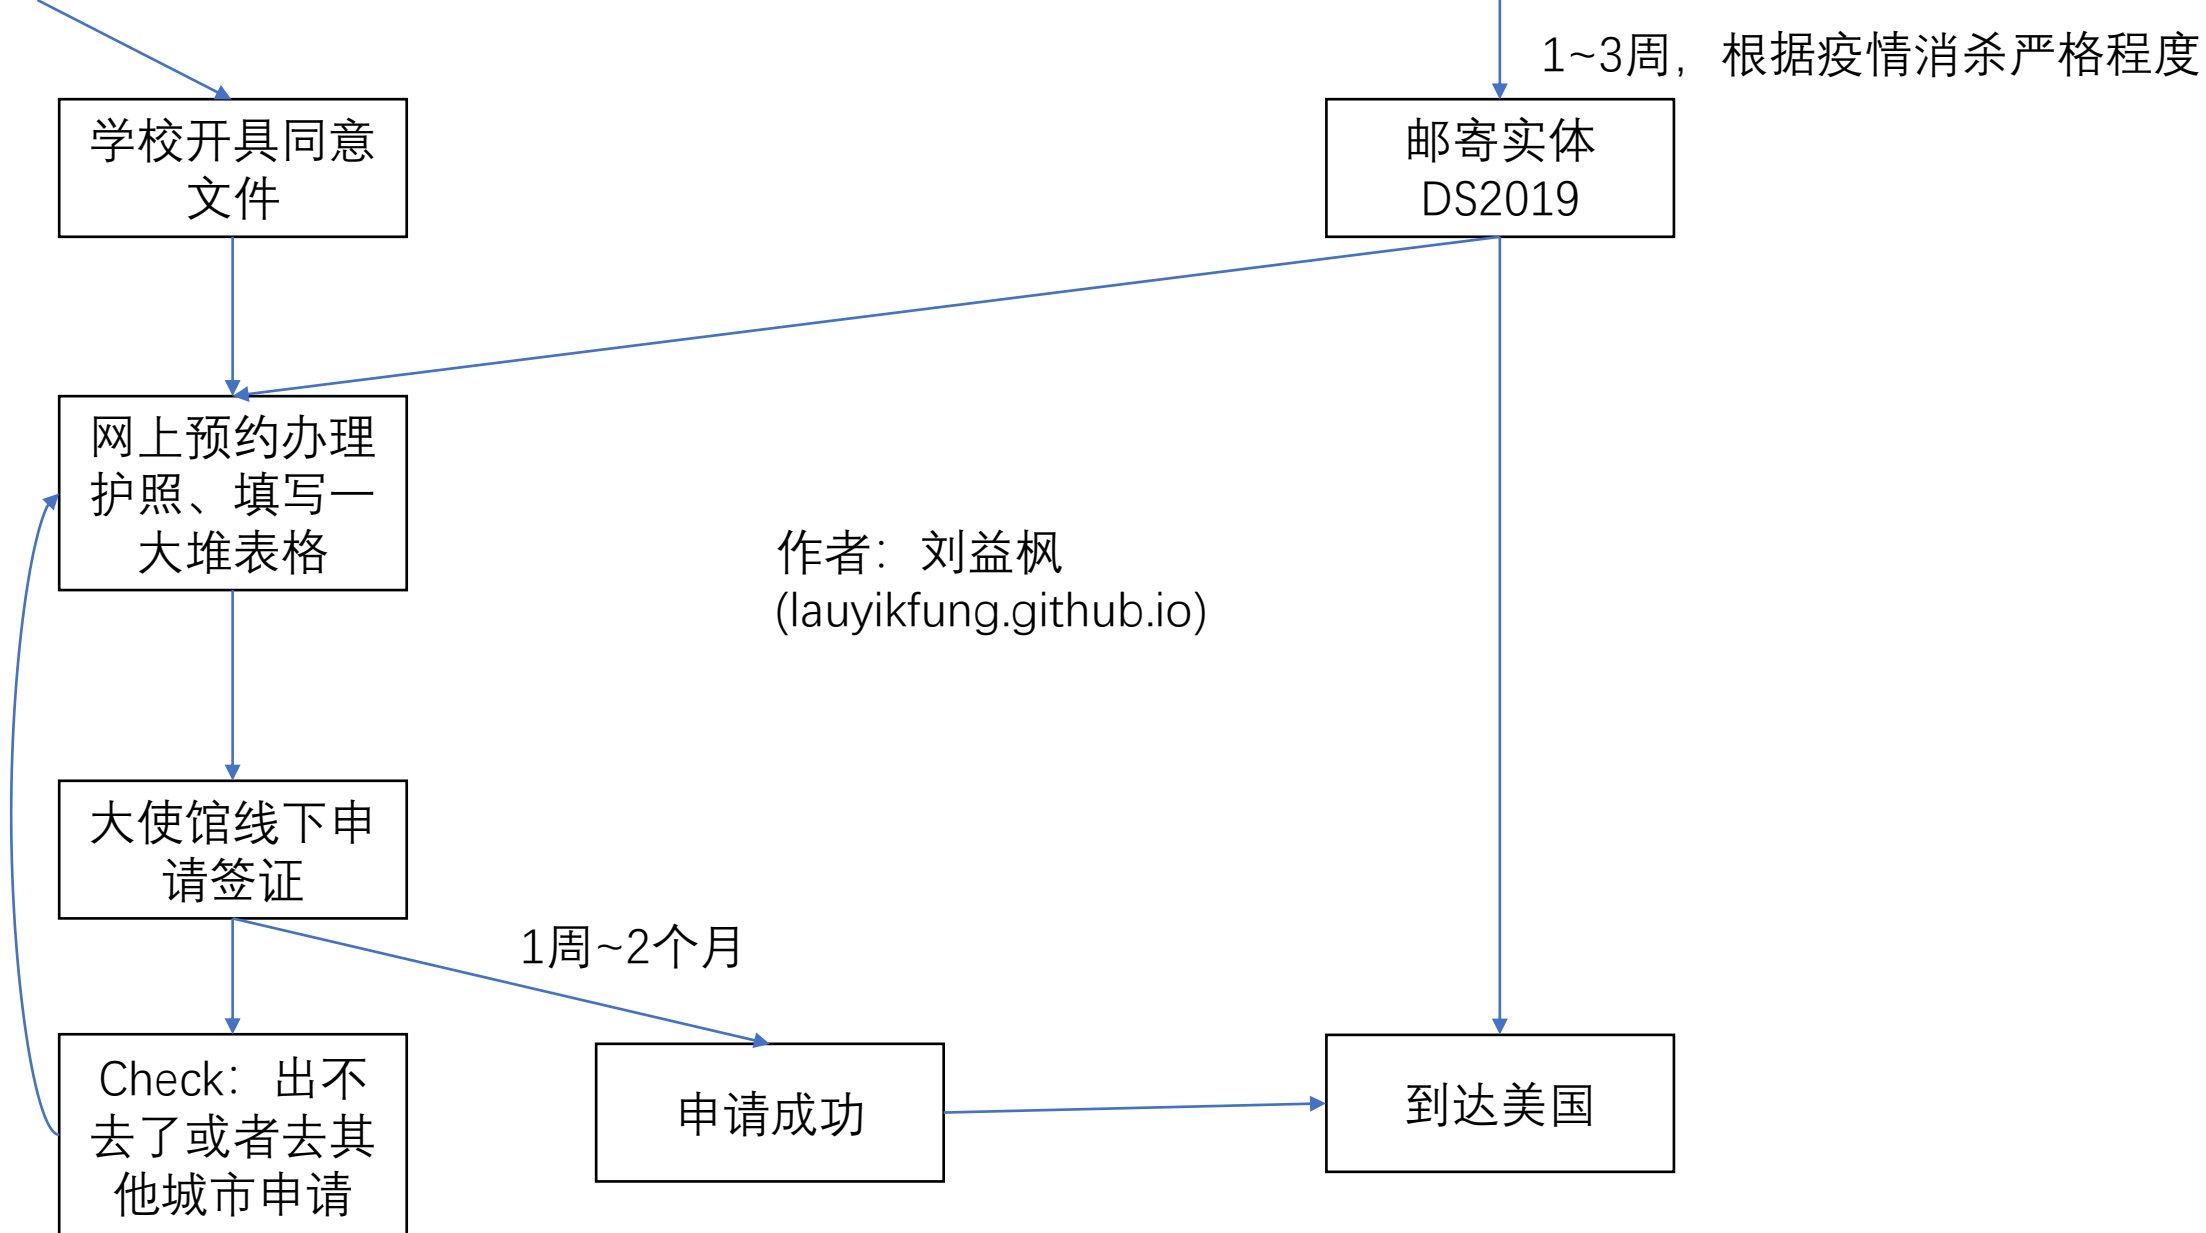 1~3周，根据疫情消杀严格程度
学校开具同意
文件
邮寄实体
DS2019
网上预约办理
护照、填写一
大堆表格
作者：刘益枫
(lauyikfung.github.io)
大使馆线下申
请签证
1周~2个月
Check：出不
去了或者去其
他城市申请
申请成功
到达美国